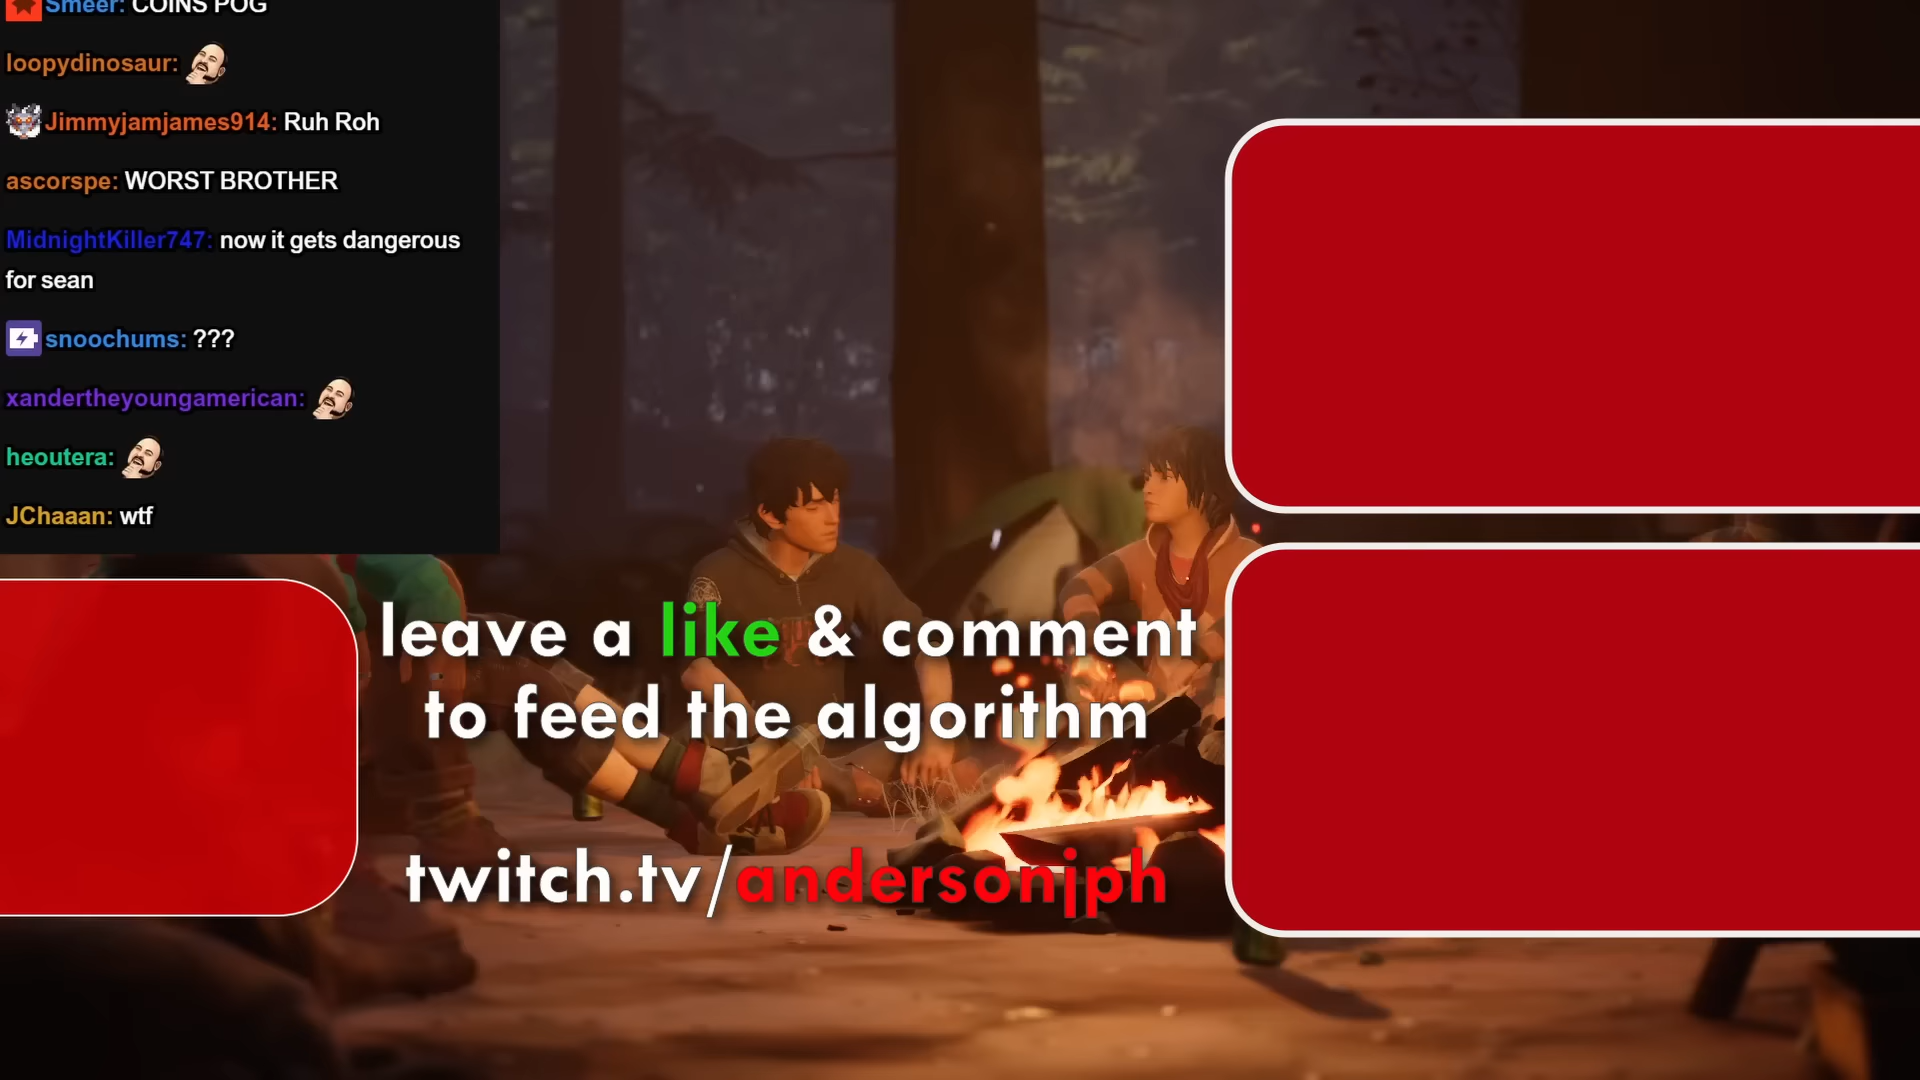 Smeer: COINS POG
loopydinosaur:
Jimmyjamjames914: Ruh Roh
ascorspe: WORST BROTHER
MidnightKiller747: now it gets dangerous
for sean
snoochums: ???
xandertheyoungamerican:
heoutera:
JChaaan: wtf
leave a like & comment
to feed the algorithm
twitch.tv/andersonjph